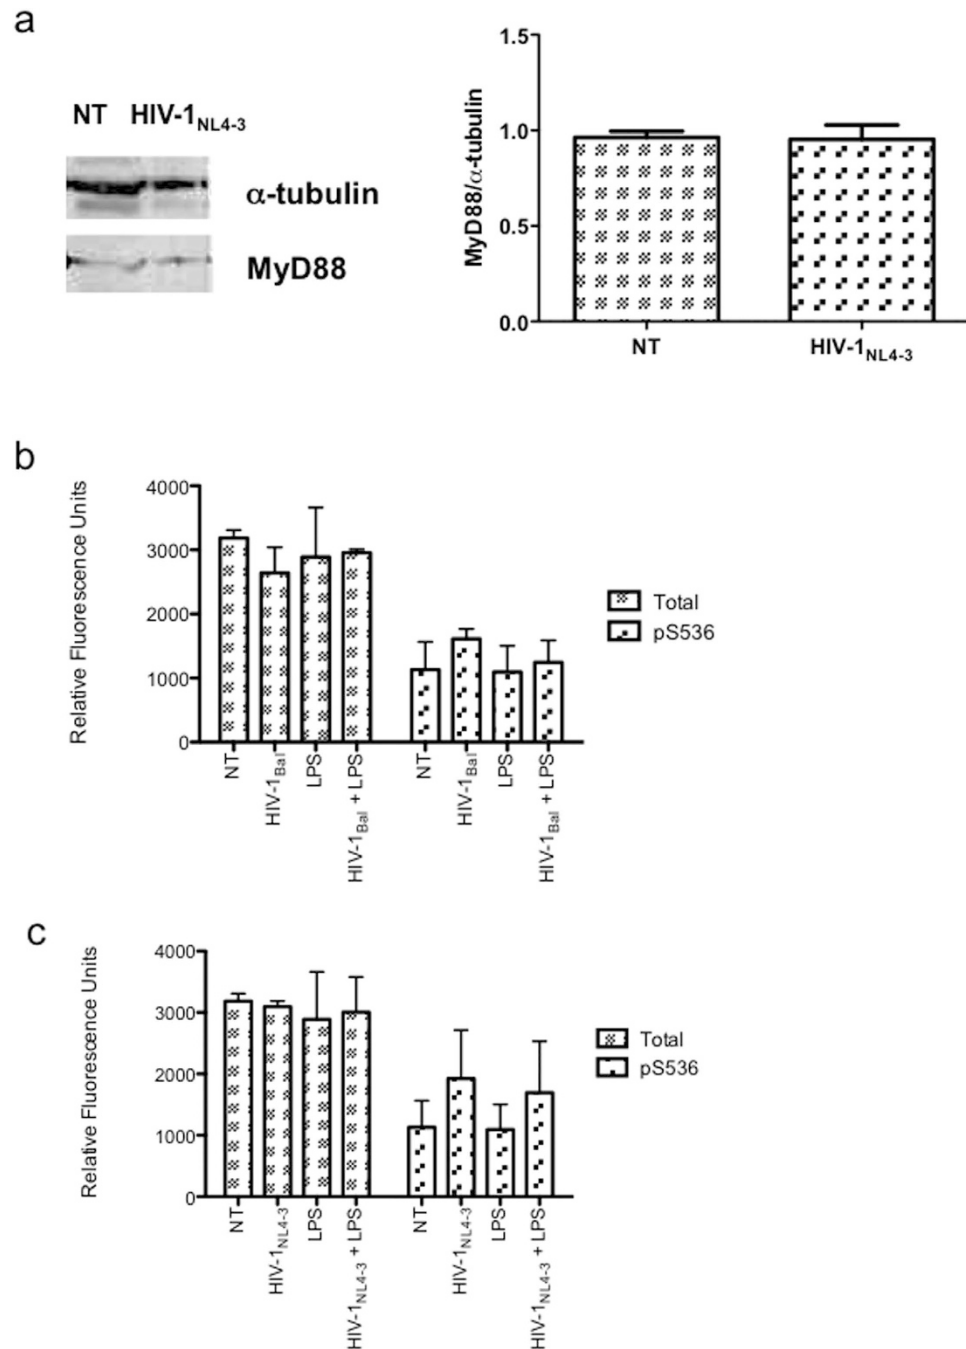 a
NT HIV-1NL4-3
α-tubulin
MyD88
MyD88/α-tubulin
1.5
1.0
0.5
0.0
NT HIV-1NL4-3
b
Relative Fluorescence Units
4000
3000
2000
1000
0
NT
HIV-1Bal
LPS
HIV-1Bal + LPS
NT
HIV-1Bal
LPS
HIV-1Bal + LPS
Total
pS536
c
Relative Fluorescence Units
4000
3000
2000
1000
0
NT
HIV-1NL4-3
LPS
HIV-1NL4-3 + LPS
NT
HIV-1NL4-3
LPS
HIV-1NL4-3 + LPS
Total
pS536